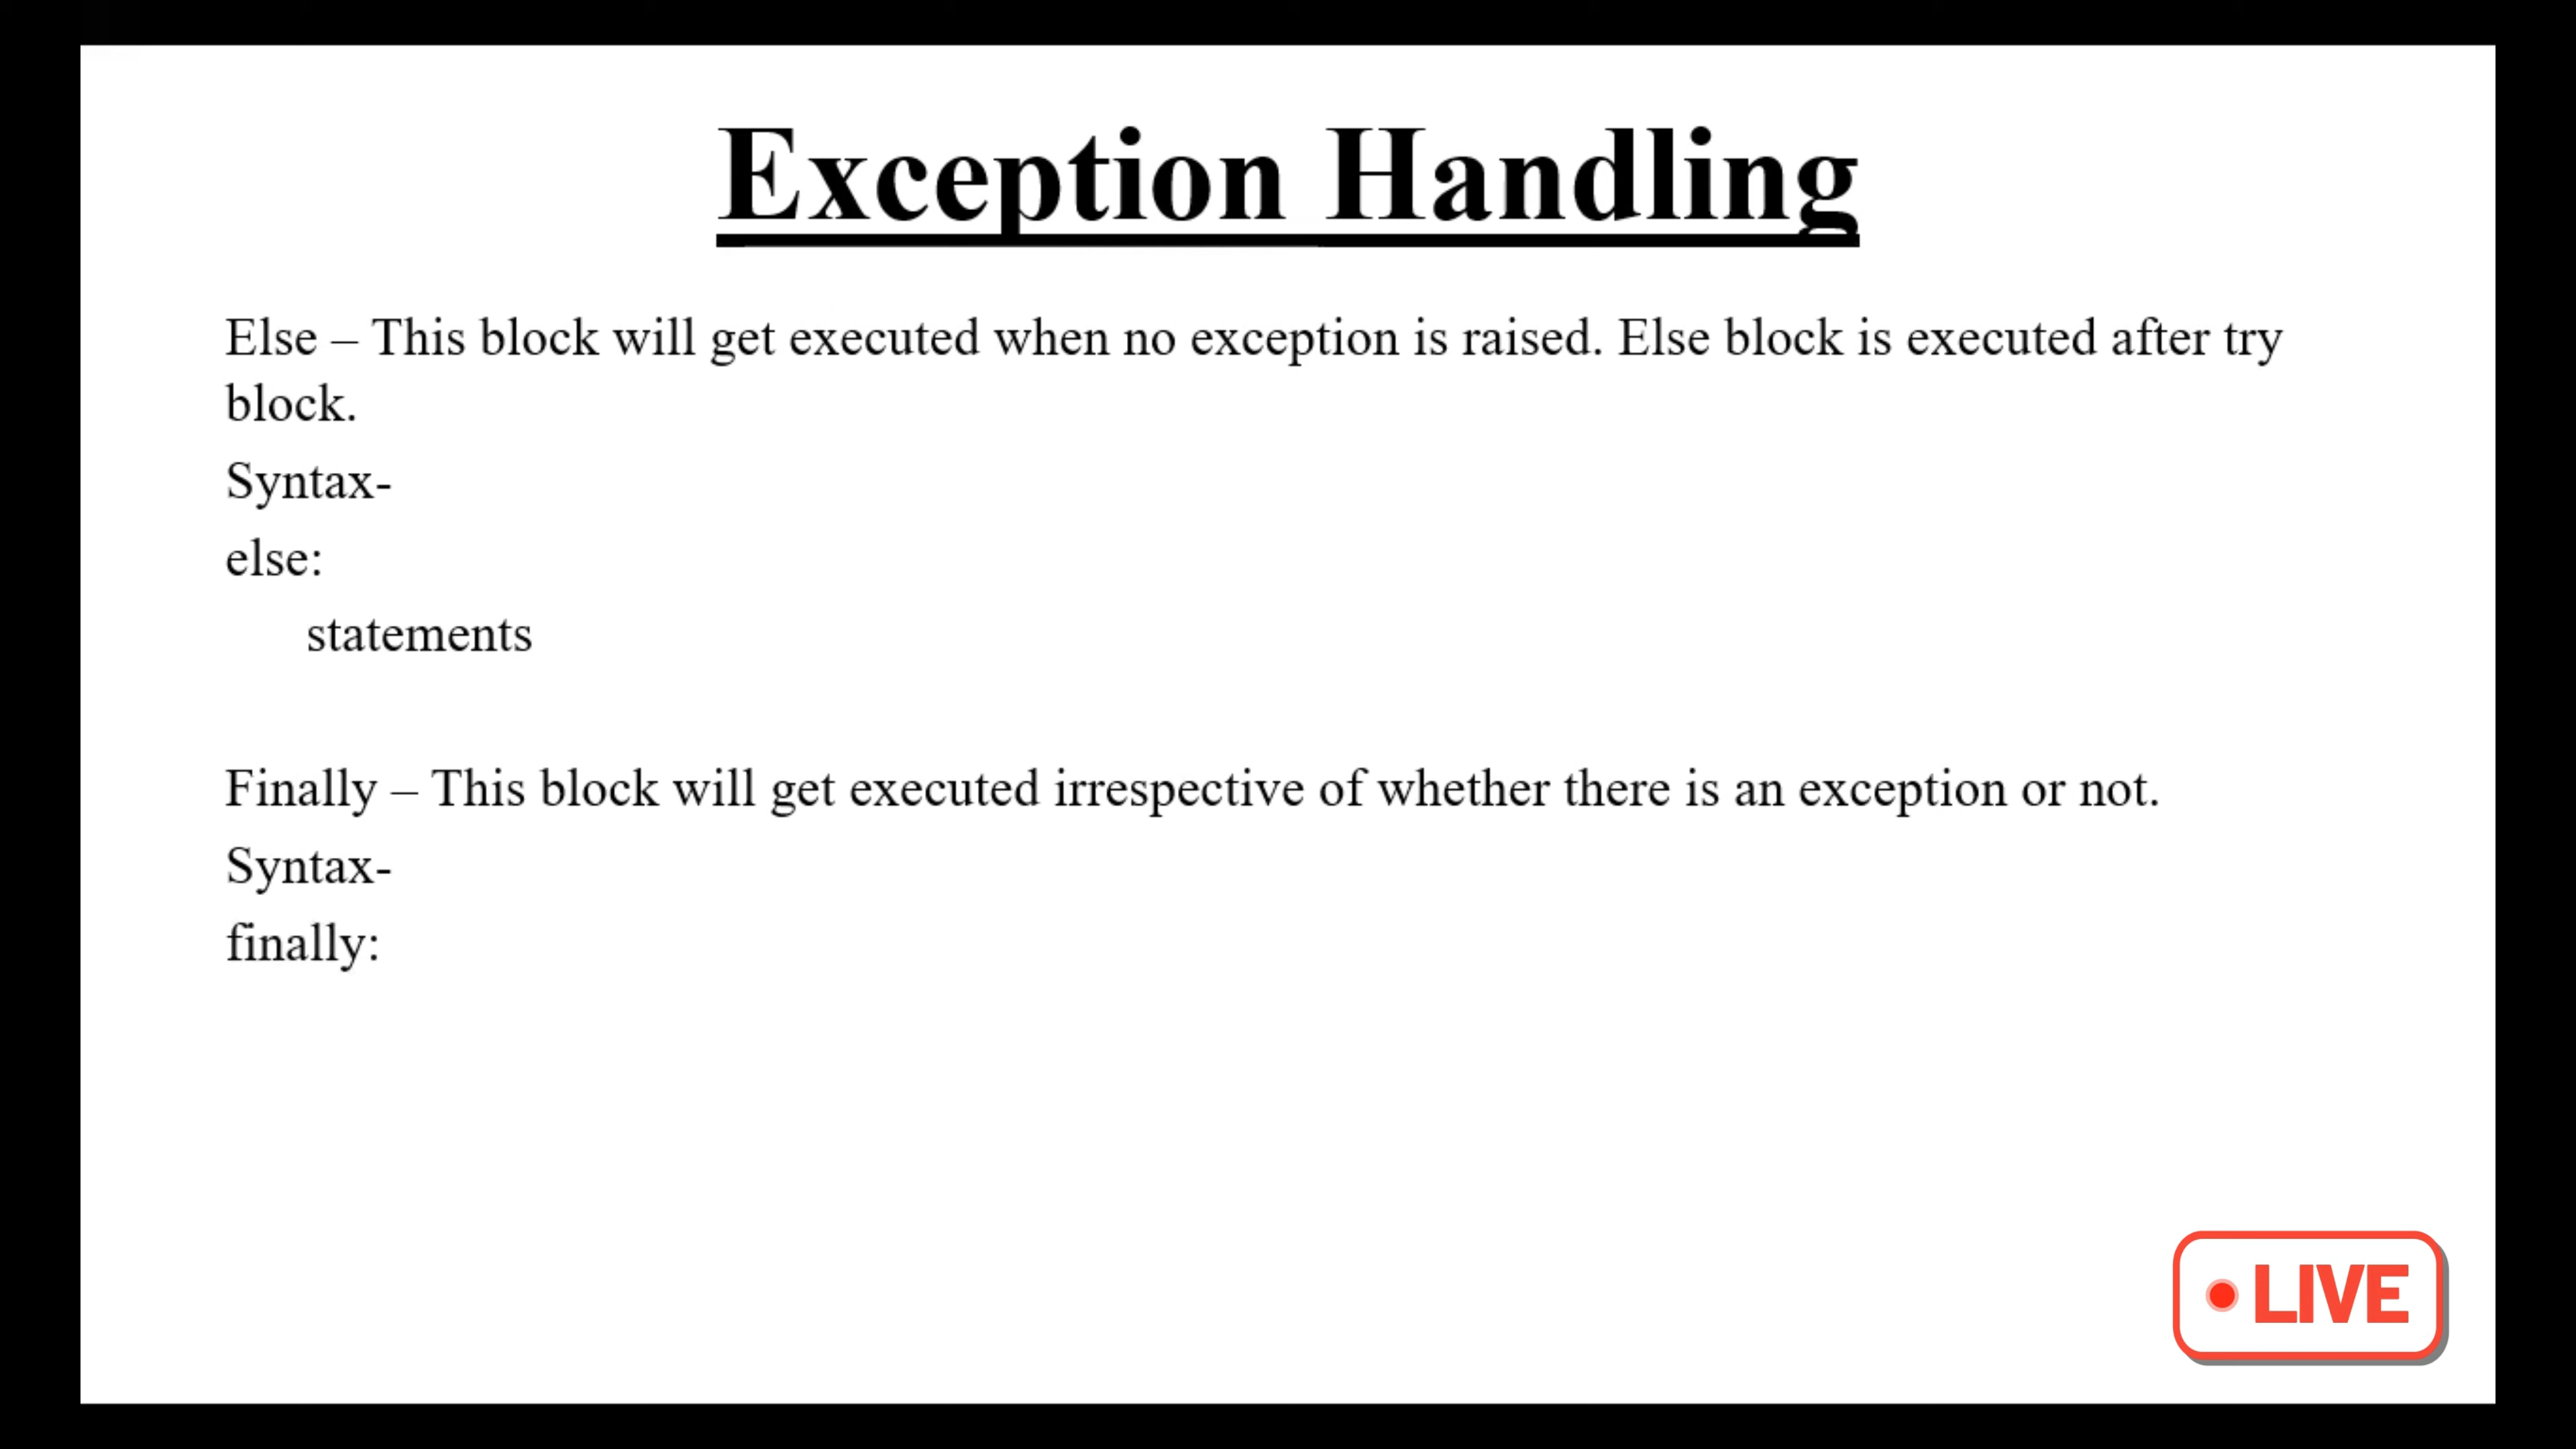 Exception Handling
Else – This block will get executed when no exception is raised. Else block is executed after try
block.
Syntax-
else:
statements
Finally – This block will get executed irrespective of whether there is an exception or not.
Syntax-
finally:
LIVE